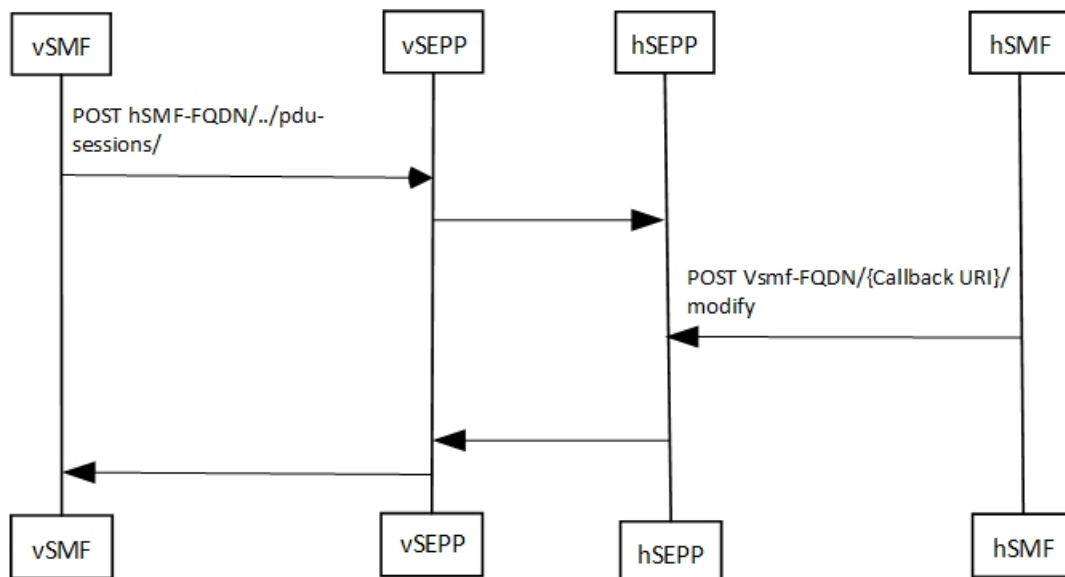 vSMF
vSEPP
hSEPP
hSMF
POST hSMF-FQDN/../pdu-
sessions/
POST Vsmf-FQDN/{Callback URI}/
modify
vSMF
vSEPP
hSEPP
hSMF